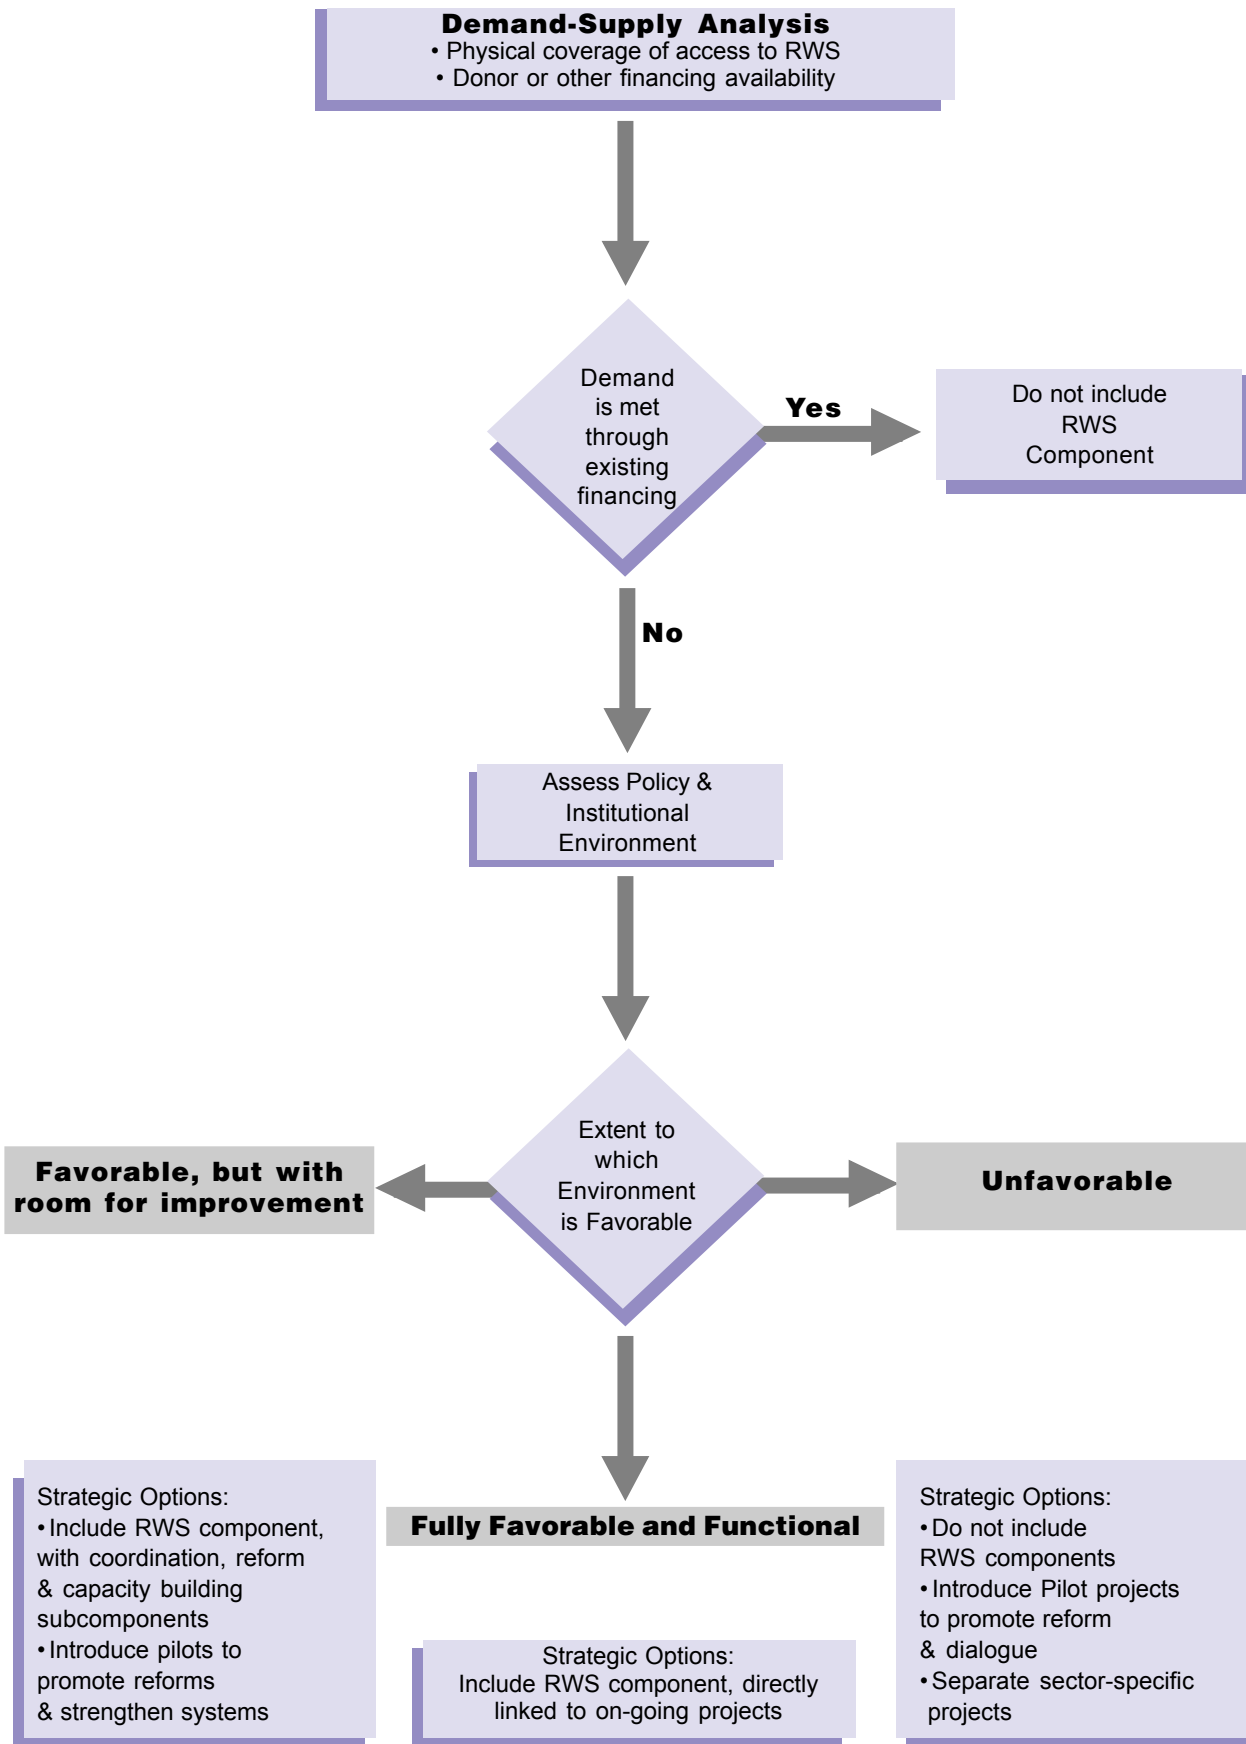 Demand-Supply Analysis
• Physical coverage of access to RWS
• Donor or other financing availability
Demand
is met
through
existing
financing
Yes
Do not include
RWS
Component
No
Assess Policy &
Institutional
Environment
Extent to
which
Environment
is Favorable
Favorable, but with
room for improvement
Unfavorable
Fully Favorable and Functional
Strategic Options:
• Include RWS component,
with coordination, reform
& capacity building
subcomponents
• Introduce pilots to
promote reforms
& strengthen systems
Strategic Options:
Include RWS component, directly
linked to on-going projects
Strategic Options:
• Do not include
RWS components
• Introduce Pilot projects
to promote reform
& dialogue
• Separate sector-specific
projects